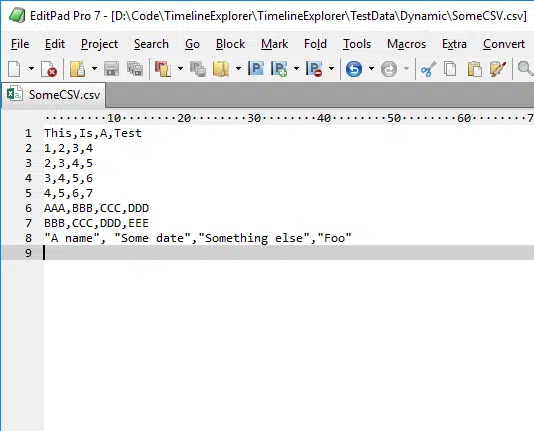 EditPad Pro 7 - [D:\Code\TimelineExplorer\TimelineExplorer\TestData\Dynamic\SomeCSV.csv]
File Edit Project Search Go Block Mark Fold Tools Macros Extra Convert
SomeCSV.csv
·········10········20········30········40········50········60········7
1 This,Is,A,Test
2 1,2,3,4
3 2,3,4,5
4 3,4,5,6
5 4,5,6,7
6 AAA,BBB,CCC,DDD
7 BBB,CCC,DDD,EEE
8 "A name", "Some date","Something else","Foo"
9